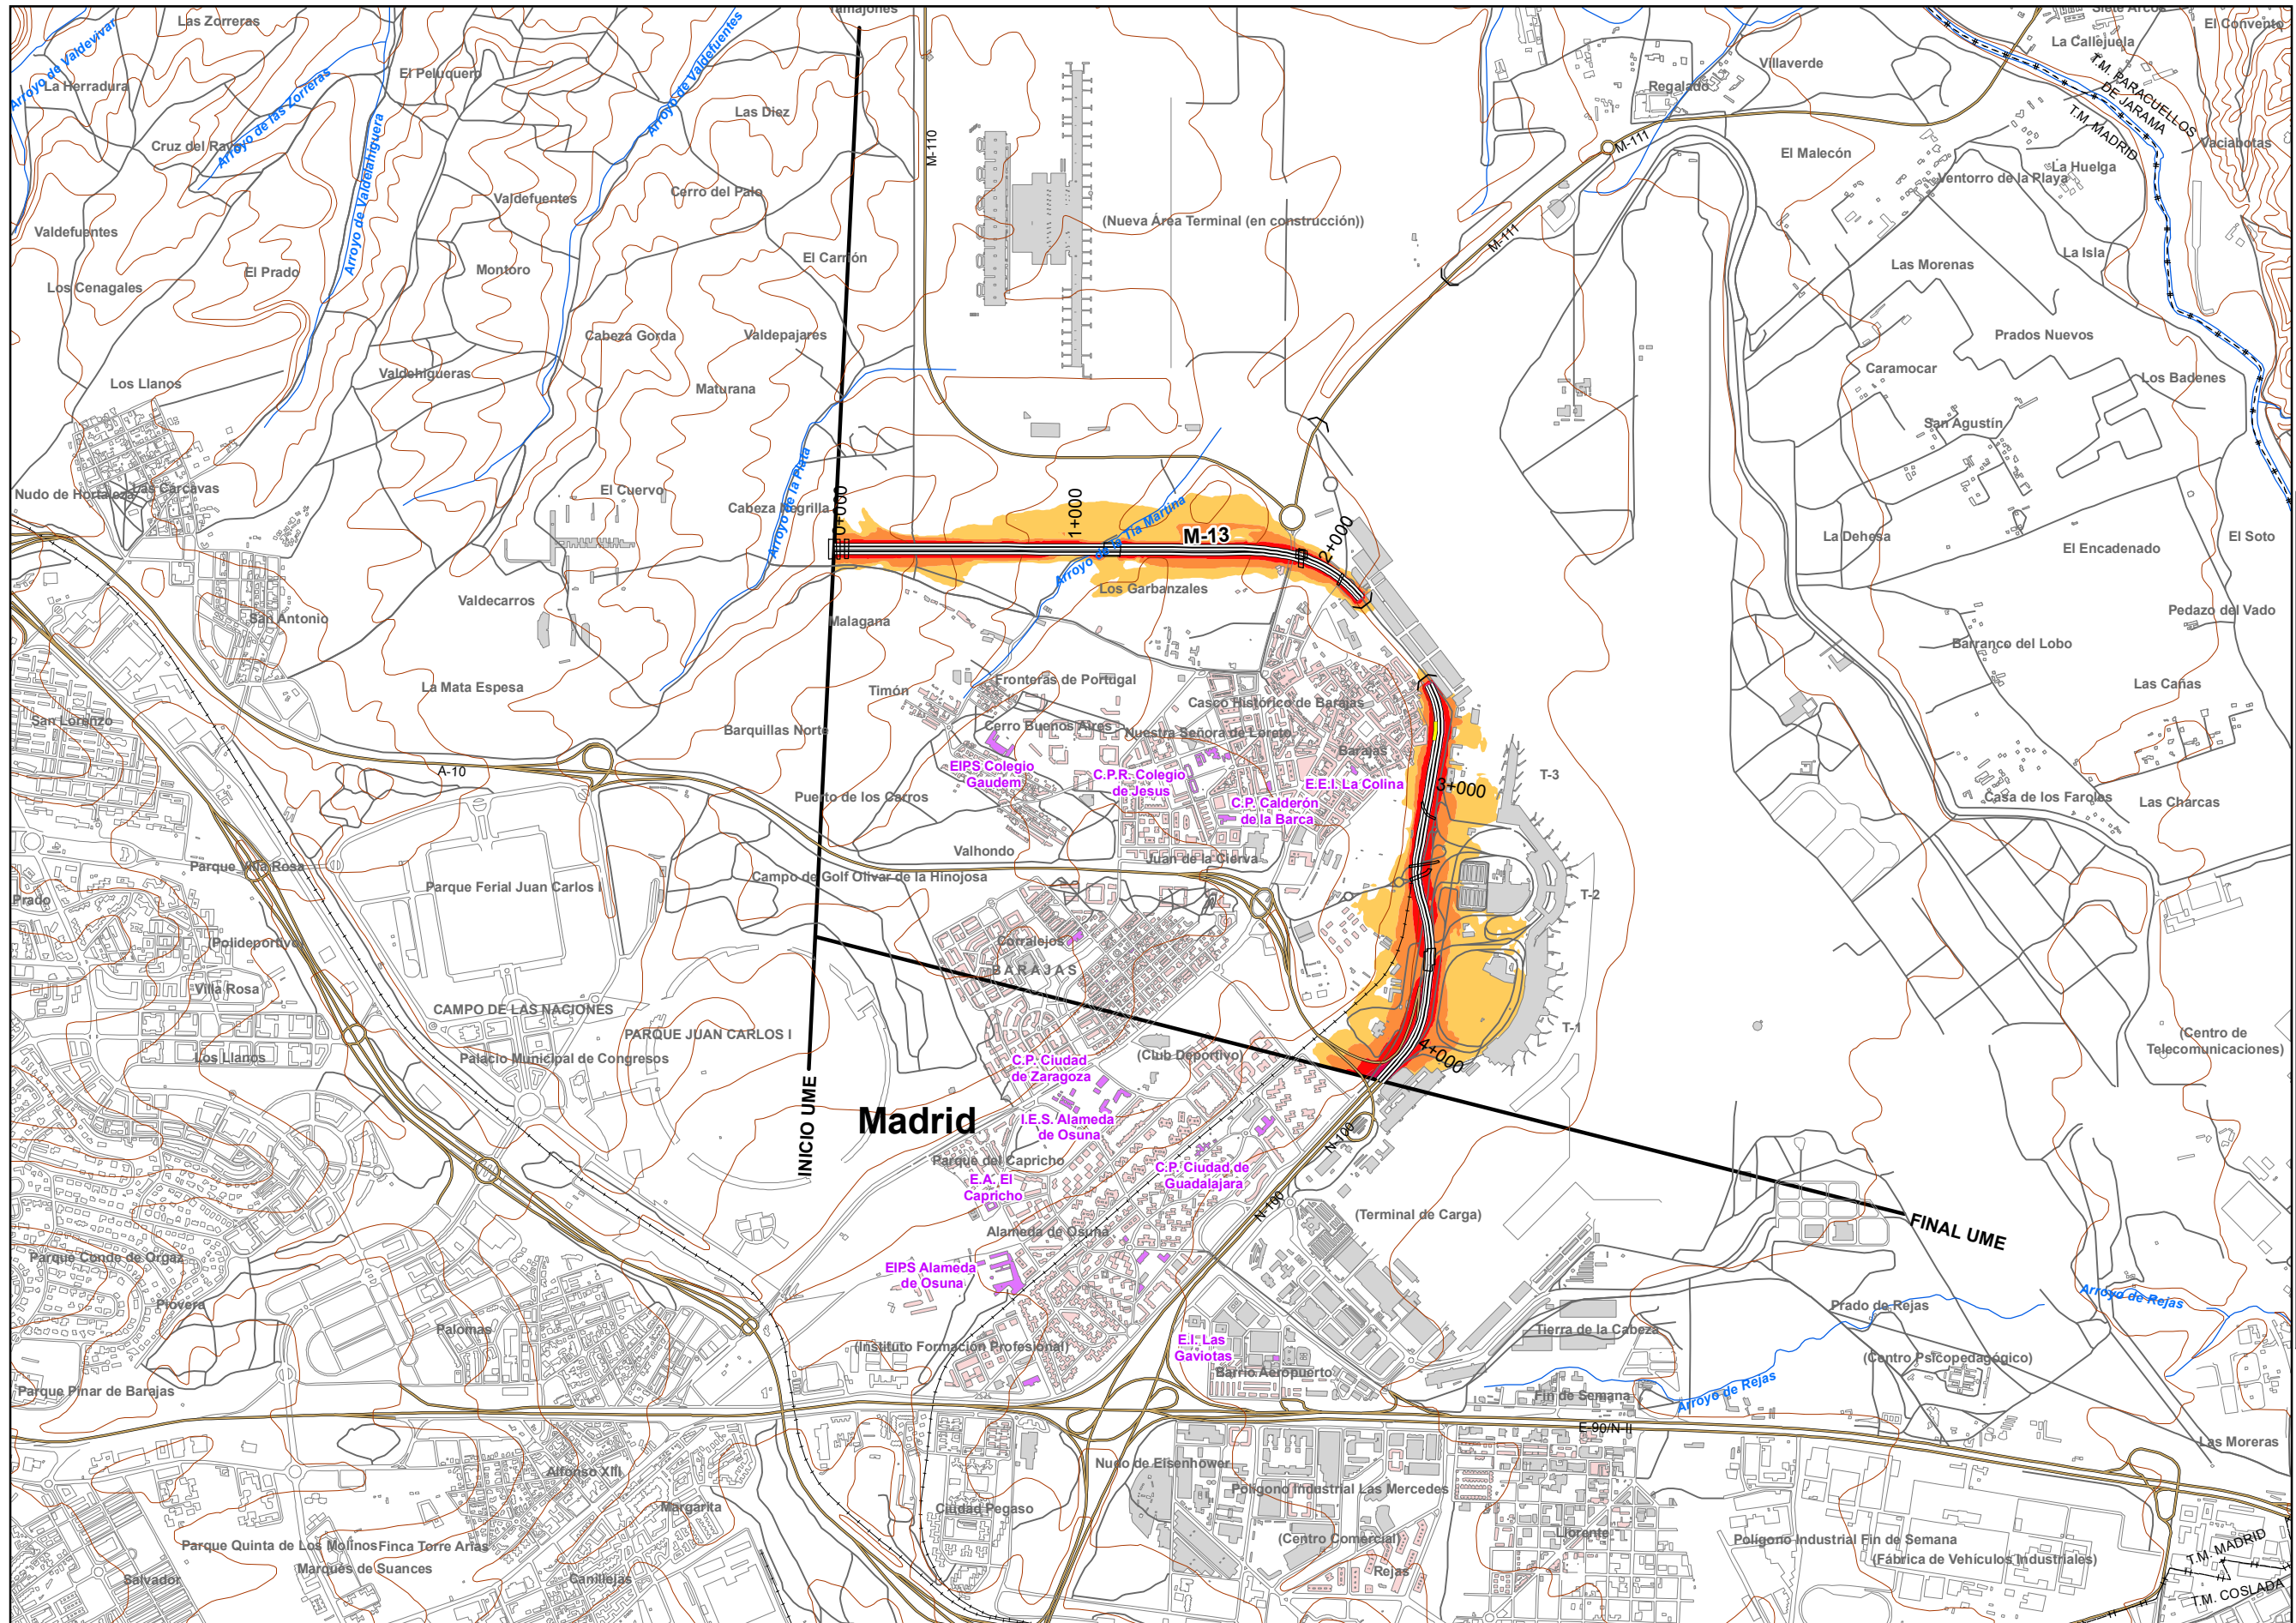 Las Zorreras
Tamajones
Siete Arcos
El Convento
Arroyo de Valdevivar
Arroyo de Valdefuentes
La Callejuela
La Herradura
El Peluquero
Villaverde
T.M. PARACUELLOS
DE JARAMA
T.M. MADRID
Arroyo de las Zorreras
Las Diez
Regalado
Cruz del Rayo
Arroyo de Valdelahiguera
M-110
M-111
El Malecón
Vaciabotas
La Huelga
Ventorro de la Playa
Valdefuentes
Cerro del Palo
(Nueva Área Terminal (en construcción))
Valdefuentes
M-111
El Prado
Montoro
El Carrión
La Isla
Las Morenas
Los Cenagales
Cabeza Gorda
Valdepajares
Prados Nuevos
Los Llanos
Valdehigueras
Maturana
Caramocar
Los Badenes
San Agustín
Arroyo de la Plata
Nudo de Hortaleza
Las Cárcavas
El Cuervo
Cabeza Negrilla
0+000
1+000
Arroyo de la Tía Martina
M-13
2+000
La Dehesa
El Encadenado
El Soto
Los Garbanzales
Valdecarros
San Antonio
Malagana
Pedazo del Vado
Barranco del Lobo
La Mata Espesa
Timón
Fronteras de Portugal
Las Cañas
San Lorenzo
Barquillas Norte
Casco Histórico de Barajas
Cerro Buenos Aires
Nuestra Señora de Loreto
Barajas
A-10
EIPS Colegio
Gaudem
C.P.R. Colegio
de Jesus
E.E.I. La Colina
3+000
T-3
Puerto de los Carros
C.P. Calderón
de la Barca
Casa de los Faroles
Las Charcas
Valhondo
Juan de la Cierva
Parque Villa Rosa
Parque Ferial Juan Carlos I
Campo de Golf Olivar de la Hinojosa
T-2
Prado
(Polideportivo)
Corralejos
BARAJAS
Villa Rosa
CAMPO DE LAS NACIONES
PARQUE JUAN CARLOS I
T-1
(Centro de
Telecomunicaciones)
Los Llanos
Palacio Municipal de Congresos
4+000
C.P. Ciudad
de Zaragoza
(Club Deportivo)
INICIO UME
Madrid
I.E.S. Alameda
de Osuna
N-100
Parque del Capricho
E.A. El
Capricho
C.P. Ciudad de
Guadalajara
N-100
(Terminal de Carga)
FINAL UME
Alameda de Osuna
Parque Conde de Orgaz
EIPS Alameda
de Osuna
Piovera
Arroyo de Rejas
Prado de Rejas
Palomas
Tierra de la Cabeza
(Instituto Formación Profesional)
E.I. Las
Gaviotas
(Centro Psicopedagógico)
Barrio Aeropuerto
Parque Pinar de Barajas
Fin de Semana
Arroyo de Rejas
E-90/N-II
Las Moreras
Nudo de Eisenhower
Alfonso XIII
Polígono Industrial Las Mercedes
Margarita
Ciudad Pegaso
(Centro Comercial)
Llorente
Polígono Industrial Fin de Semana
Parque Quinta de Los Molinos
Finca Torre Arias
(Fábrica de Vehículos Industriales)
Marqués de Suances
Rejas
Salvador
Canillejas
T.M. MADRID
T.M. COSLADA